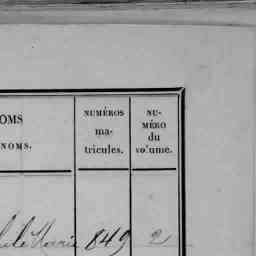 OMS
NOMS.
NUMÉROS
ma-
tricules.
NU-
MÉRO
du
vo'ume.
849
2